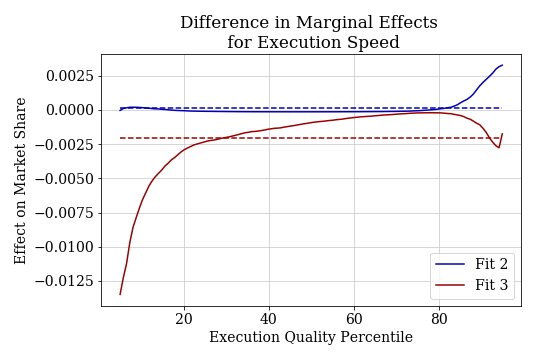 Difference in Marginal Effects
for Execution Speed
Effect on Market Share
0.0025
0.0000
−0.0025
−0.0050
−0.0075
−0.0100
−0.0125
Fit 2
Fit 3
20
40
60
80
Execution Quality Percentile